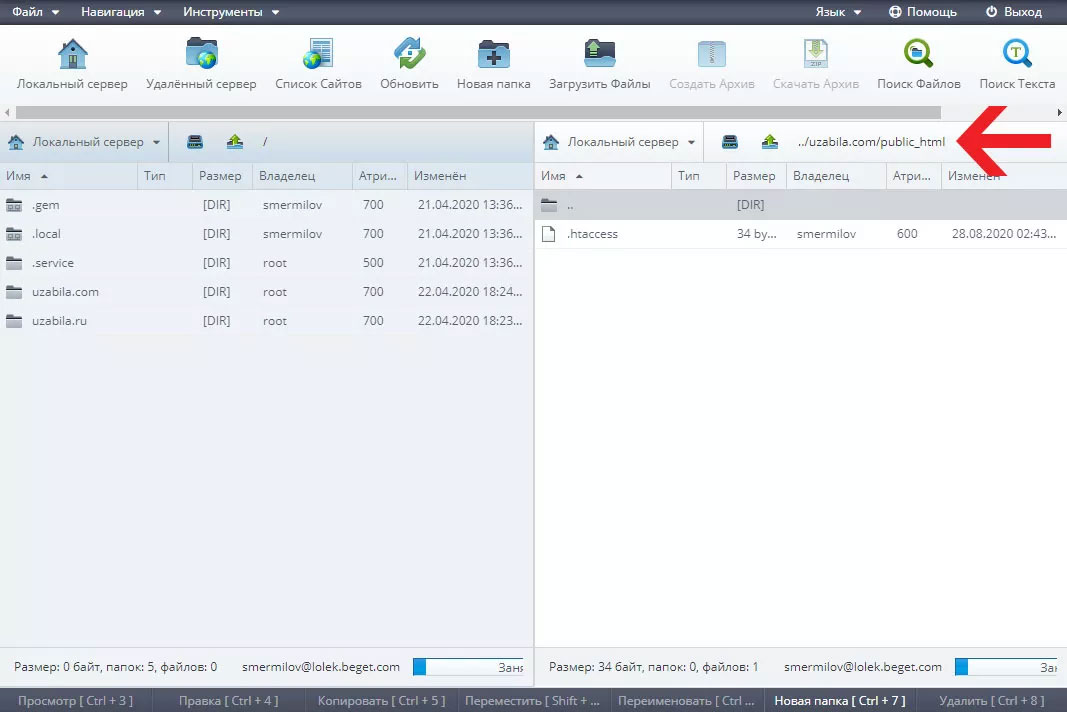 Файл Навигация Инструменты Язык Помощь Выход
Локальный сервер Удалённый сервер Список Сайтов Обновить Новая папка Загрузить Файлы Создать Архив Скачать Архив Поиск Файлов Поиск Текста
Локальный сервер /
Имя Тип Размер Владелец Атри... Изменён
.gem [DIR] smermilov 700 21.04.2020 13:36...
.local [DIR] smermilov 700 21.04.2020 13:36...
.service [DIR] root 500 21.04.2020 13:36...
uzabila.com [DIR] root 700 22.04.2020 18:24...
uzabila.ru [DIR] root 700 22.04.2020 18:23...
Размер: 0 байт, папок: 5, файлов: 0 smermilov@lolek.beget.com Заня
Локальный сервер ../uzabila.com/public_html
Имя Тип Размер Владелец Атри... Изменён
.. [DIR]
.htaccess 34 by... smermilov 600 28.08.2020 02:43...
Размер: 34 байт, папок: 0, файлов: 1 smermilov@lolek.beget.com За
Просмотр [ Ctrl + 3 ] Правка [ Ctrl + 4 ] Копировать [ Ctrl + 5 ] Переместить [ Shift + ... Переименовать [ Ctrl ... Новая папка [ Ctrl + 7 ] Удалить [ Ctrl + 8 ]